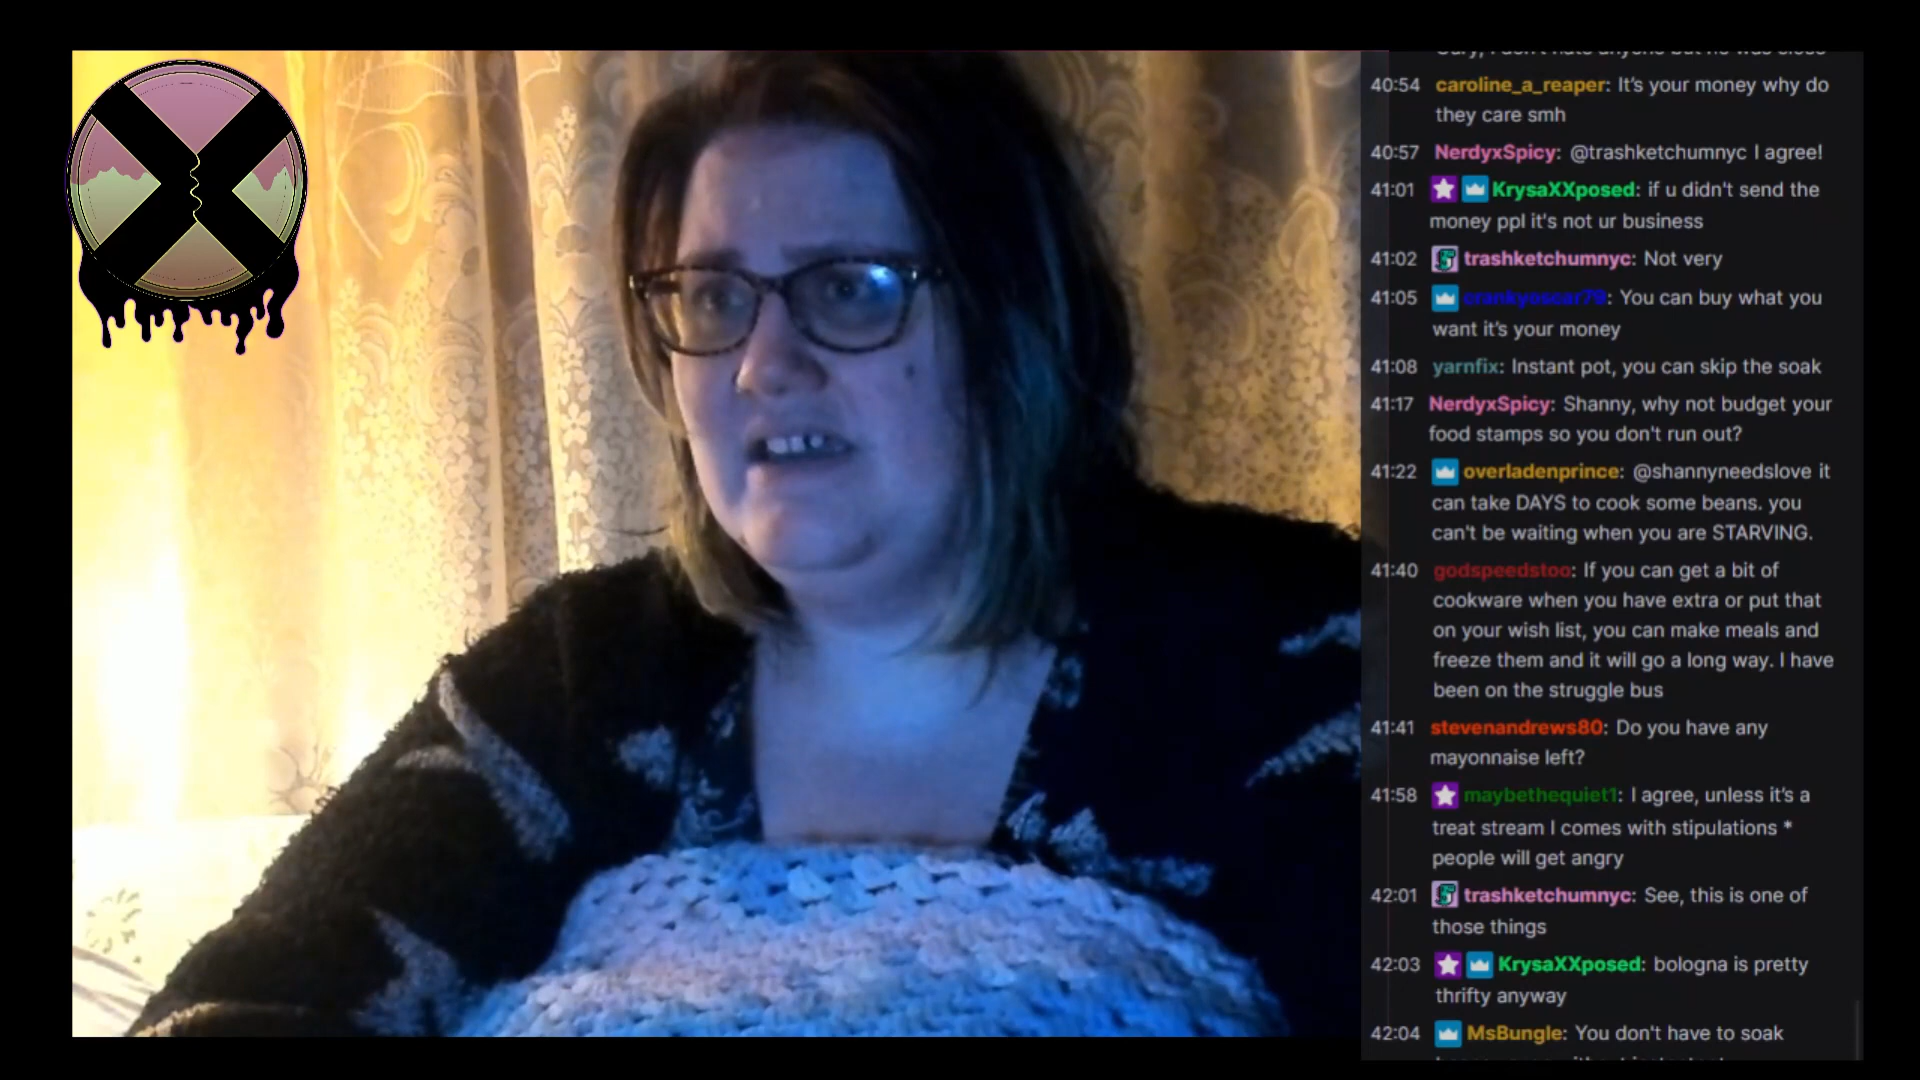 40:54 caroline_a_reaper: It's your money why do
they care smh
40:57 NerdyxSpicy: @trashketchumnyc I agree!
41:01 KrysaXXposed: if u didn't send the
money ppl it's not ur business
41:02 trashketchumnyc: Not very
41:05 crankyoscar79: You can buy what you
want it's your money
41:08 yarnfix: Instant pot, you can skip the soak
41:17 NerdyxSpicy: Shanny, why not budget your
food stamps so you don't run out?
41:22 overladenprince: @shannyneedslove it
can take DAYS to cook some beans. you
can't be waiting when you are STARVING.
41:40 godspeedstoo: If you can get a bit of
cookware when you have extra or put that
on your wish list, you can make meals and
freeze them and it will go a long way. I have
been on the struggle bus
41:41 stevenandrews80: Do you have any
mayonnaise left?
41:58 maybethequiet1: I agree, unless it's a
treat stream I comes with stipulations *
people will get angry
42:01 trashketchumnyc: See, this is one of
those things
42:03 KrysaXXposed: bologna is pretty
thrifty anyway
42:04 MsBungle: You don't have to soak